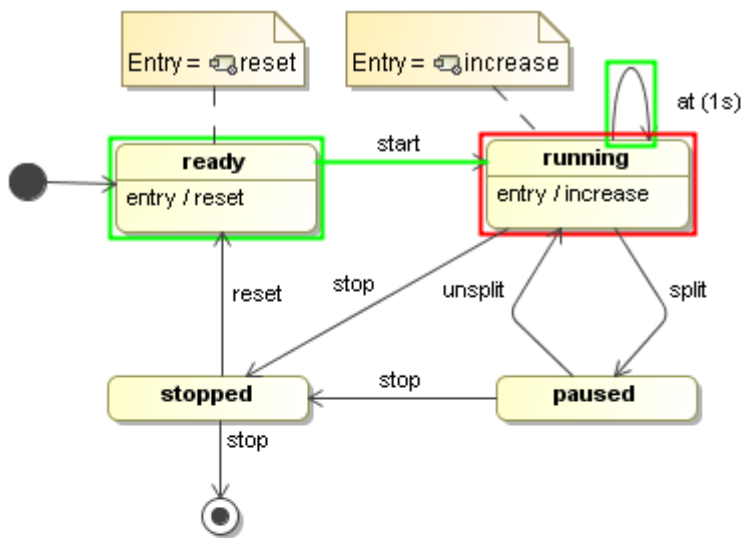 Entry = reset
Entry = increase
at (1s)
ready
entry / reset
start
running
entry / increase
reset
stop
unsplit
split
stopped
stop
paused
stop